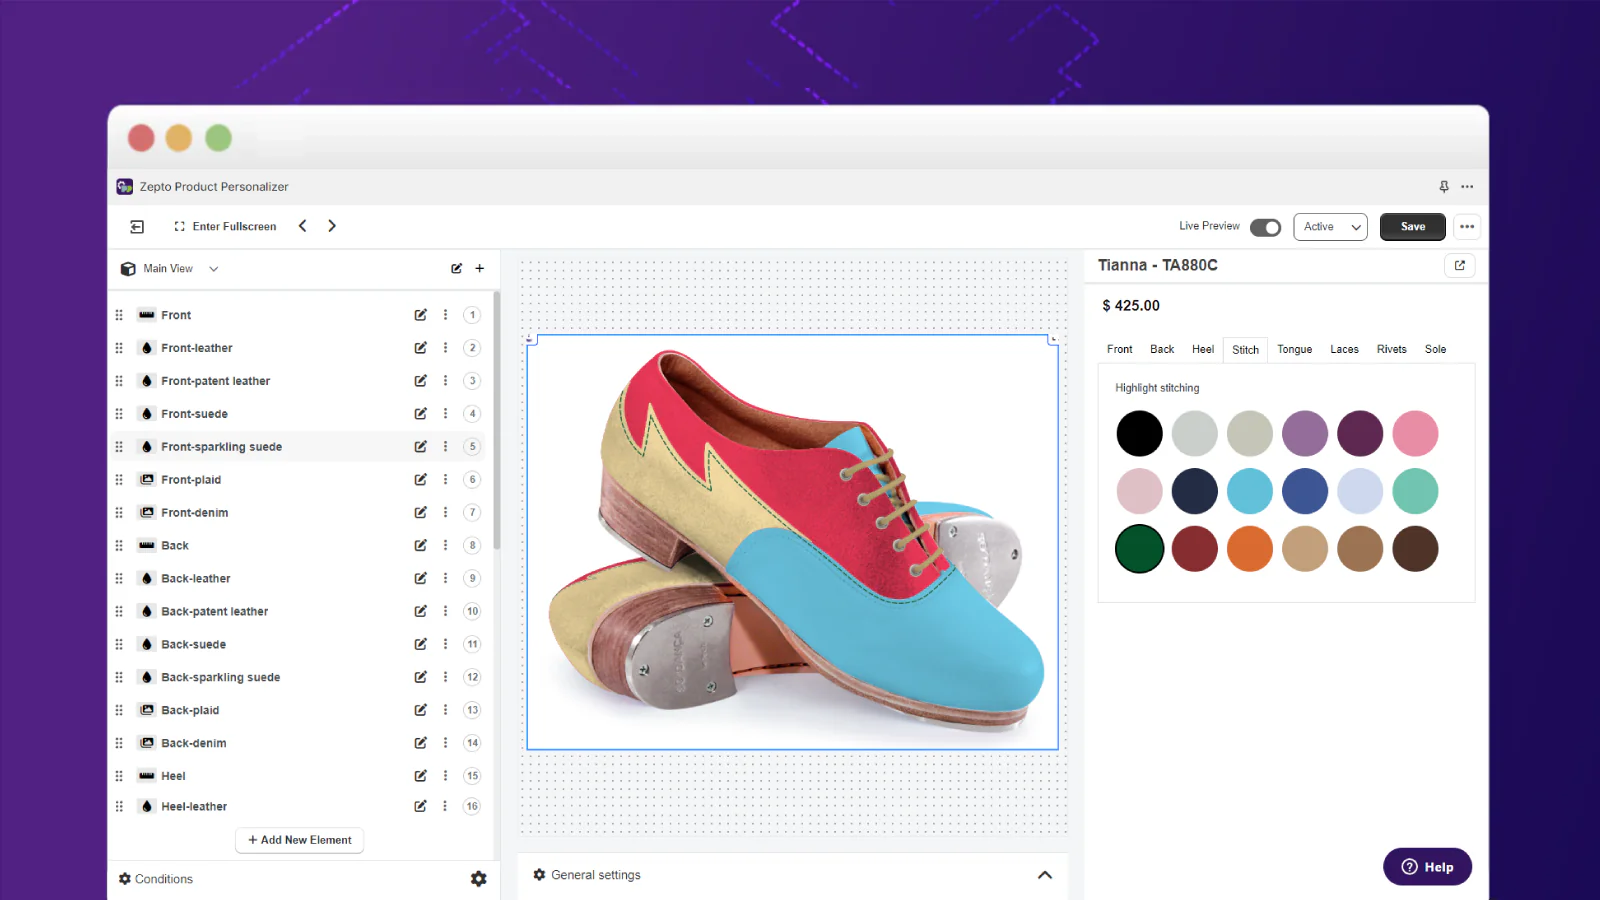 Zepto Product Personalizer
Enter Fullscreen
Live Preview
Active
Save
Main View
Front 1
Front-leather 2
Front-patent leather 3
Front-suede 4
Front-sparkling suede 5
Front-plaid 6
Front-denim 7
Back 8
Back-leather 9
Back-patent leather 10
Back-suede 11
Back-sparkling suede 12
Back-plaid 13
Back-denim 14
Heel 15
Heel-leather 16
+ Add New Element
Conditions
General settings
Tianna - TA880C
$ 425.00
Front Back Heel Stitch Tongue Laces Rivets Sole
Highlight stitching
Help